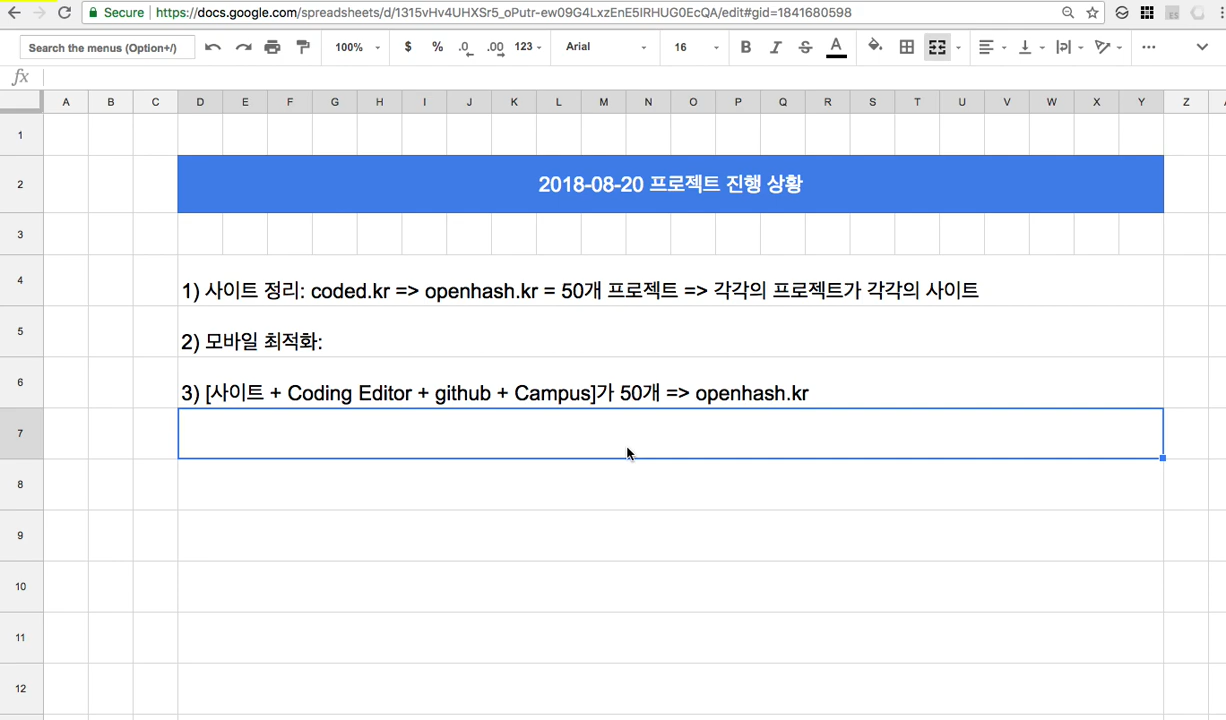 Secure
https://docs.google.com/spreadsheets/d/1315vHv4UHXSr5_oPutr-ew09G4LxzEnE5IRHUG0EcQA/edit#gid=1841680598
Search the menus (Option+/)
100%
$
%
.0
.00
123
Arial
16
B
I
S
A
fx
A B C D E F G H I J K L M N O P Q R S T U V W X Y Z
1
2 2018-08-20 프로젝트 진행 상황
3
4 1) 사이트 정리: coded.kr => openhash.kr = 50개 프로젝트 => 각각의 프로젝트가 각각의 사이트
5 2) 모바일 최적화:
6 3) [사이트 + Coding Editor + github + Campus]가 50개 => openhash.kr
7
8
9
10
11
12